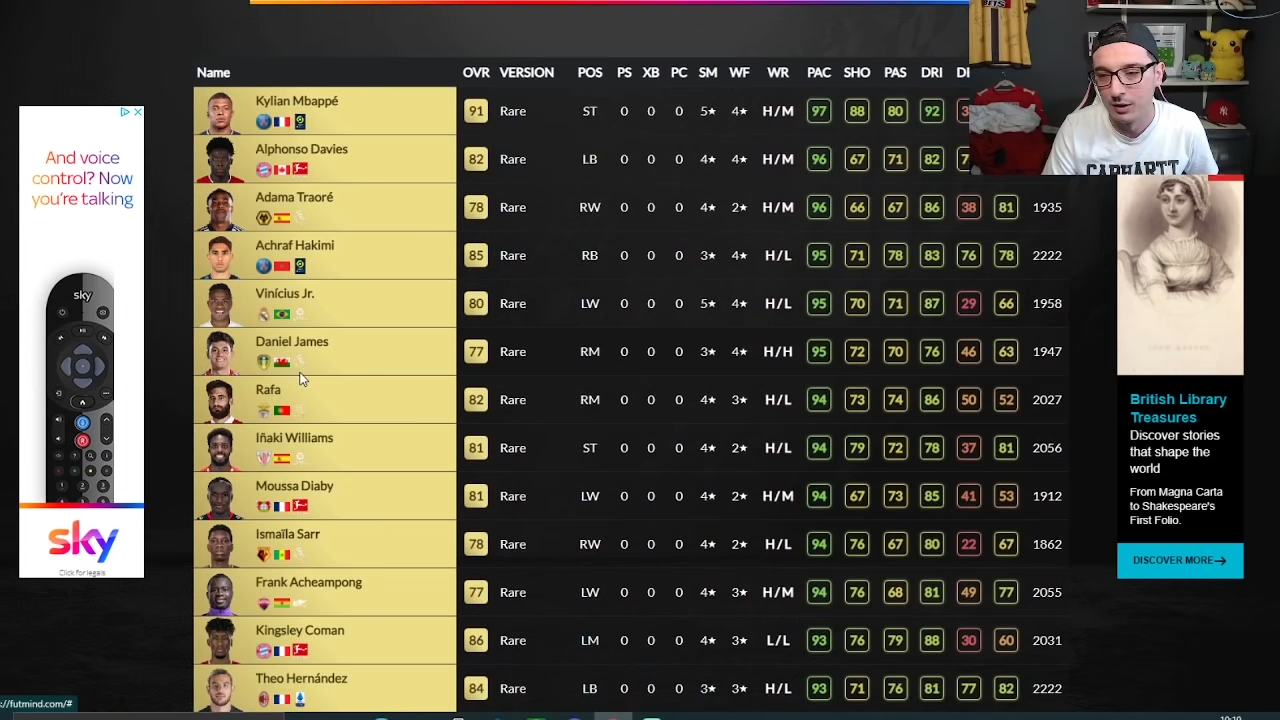 Name OVR VERSION POS PS XB PC SM WF WR PAC SHO PAS DRI
Kylian Mbappé 91 Rare ST 0 0 0 5★ 4★ H/M 97 88 80 92
Alphonso Davies 82 Rare LB 0 0 0 4★ 4★ H/M 96 67 71 82
Adama Traoré 78 Rare RW 0 0 0 4★ 2★ H/M 96 66 67 86 38 81 1935
Achraf Hakimi 85 Rare RB 0 0 0 3★ 4★ H/L 95 71 78 83 76 78 2222
Vinícius Jr. 80 Rare LW 0 0 0 5★ 4★ H/L 95 70 71 87 29 66 1958
Daniel James 77 Rare RM 0 0 0 3★ 4★ H/H 95 72 70 76 46 63 1947
Rafa 82 Rare RM 0 0 0 4★ 3★ H/L 94 73 74 86 50 52 2027
Iñaki Williams 81 Rare ST 0 0 0 4★ 2★ H/L 94 79 72 78 37 81 2056
Moussa Diaby 81 Rare LW 0 0 0 4★ 2★ H/M 94 67 73 85 41 53 1912
Ismaïla Sarr 78 Rare RW 0 0 0 4★ 2★ H/L 94 76 67 80 22 67 1862
Frank Acheampong 77 Rare LW 0 0 0 4★ 3★ H/M 94 76 68 81 49 77 2055
Kingsley Coman 86 Rare LM 0 0 0 4★ 3★ L/L 93 76 79 88 30 60 2031
Theo Hernández 84 Rare LB 0 0 0 3★ 3★ H/L 93 71 76 81 77 82 2222
And voice
control? Now
you're talking
sky
sky
Click for legals
CARHARTT
British Library
Treasures
Discover stories
that shape the
world
From Magna Carta
to Shakespeare's
First Folio.
DISCOVER MORE→
://futmind.com/#